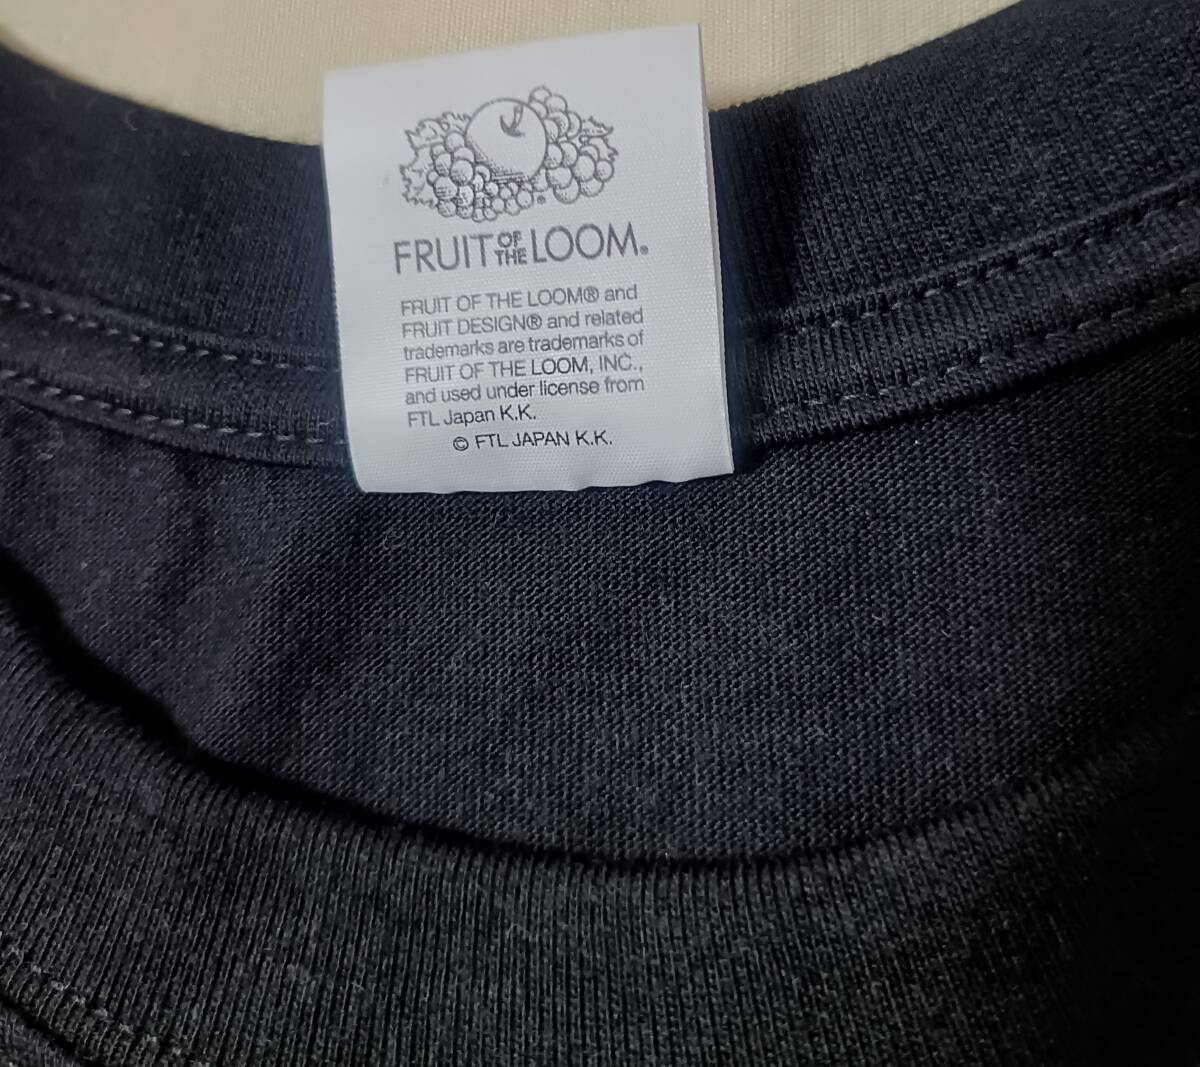 FRUIT OF THE LOOM®
FRUIT OF THE LOOM® and
FRUIT DESIGN® and related
trademarks are trademarks of
FRUIT OF THE LOOM, INC.,
and used under license from
FTL Japan K.K.
© FTL JAPAN K.K.